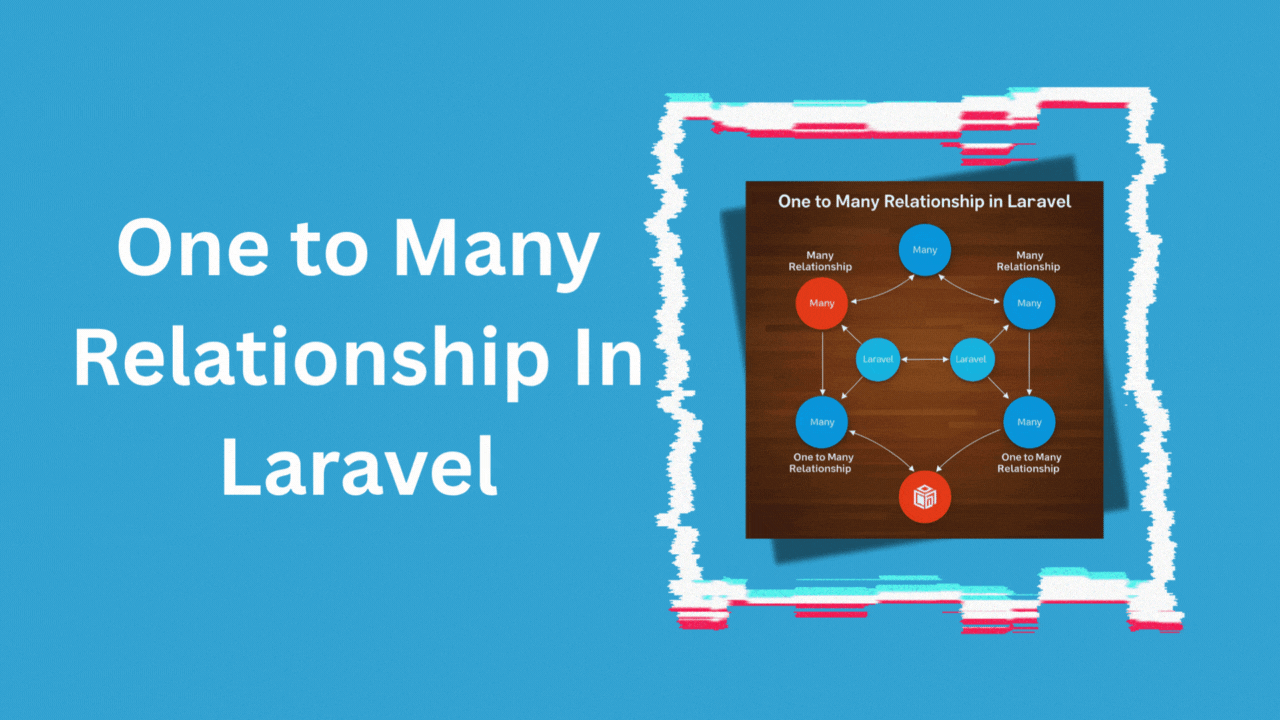 One to Many
Relationship In
Laravel
One to Many Relationship in Laravel
Many
Many
Relationship
Many
Relationship
Many
Many
Laravel
Laravel
Many
Many
One to Many
Relationship
One to Many
Relationship